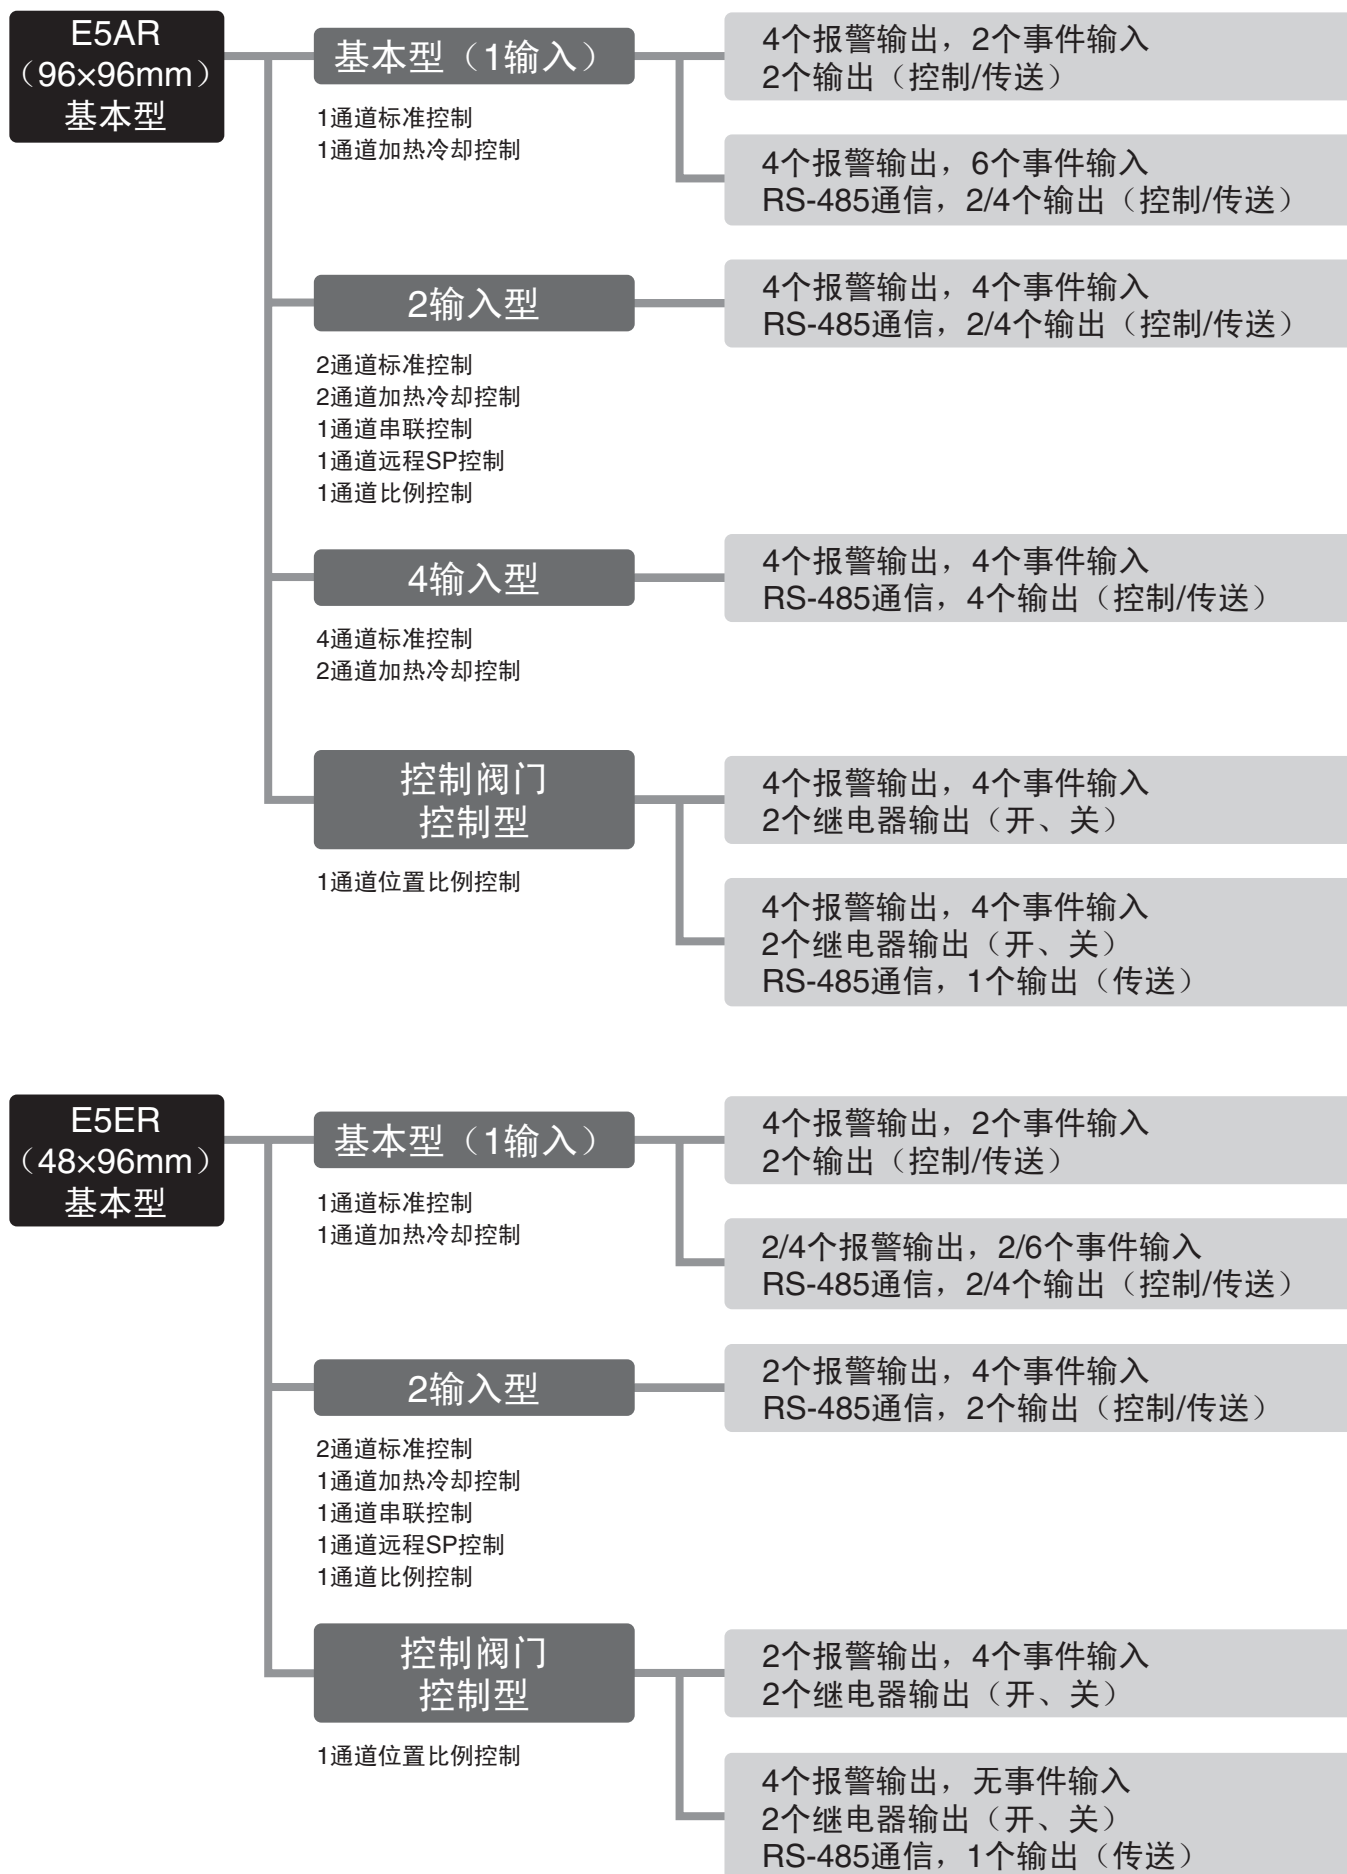 E5AR
（96×96mm）
基本型
基本型（1输入）
1通道标准控制
1通道加热冷却控制
4个报警输出，2个事件输入
2个输出（控制/传送）
4个报警输出，6个事件输入
RS-485通信，2/4个输出（控制/传送）
2输入型
2通道标准控制
2通道加热冷却控制
1通道串联控制
1通道远程SP控制
1通道比例控制
4个报警输出，4个事件输入
RS-485通信，2/4个输出（控制/传送）
4输入型
4通道标准控制
2通道加热冷却控制
4个报警输出，4个事件输入
RS-485通信，4个输出（控制/传送）
控制阀门
控制型
1通道位置比例控制
4个报警输出，4个事件输入
2个继电器输出（开、关）
4个报警输出，4个事件输入
2个继电器输出（开、关）
RS-485通信，1个输出（传送）
E5ER
（48×96mm）
基本型
基本型（1输入）
1通道标准控制
1通道加热冷却控制
4个报警输出，2个事件输入
2个输出（控制/传送）
2/4个报警输出，2/6个事件输入
RS-485通信，2/4个输出（控制/传送）
2输入型
2通道标准控制
1通道加热冷却控制
1通道串联控制
1通道远程SP控制
1通道比例控制
2个报警输出，4个事件输入
RS-485通信，2个输出（控制/传送）
控制阀门
控制型
1通道位置比例控制
2个报警输出，4个事件输入
2个继电器输出（开、关）
4个报警输出，无事件输入
2个继电器输出（开、关）
RS-485通信，1个输出（传送）